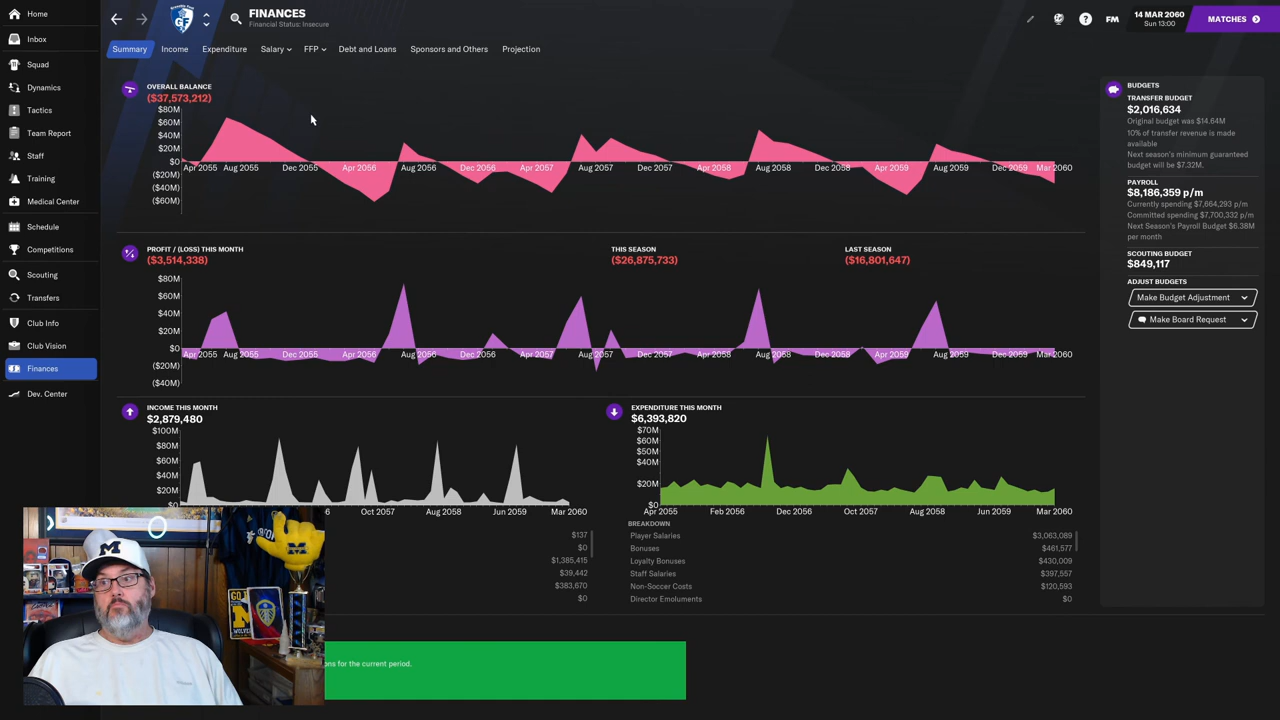 Home
Inbox
Squad
Dynamics
Tactics
Team Report
Staff
Training
Medical Center
Schedule
Competitions
Scouting
Transfers
Club Info
Club Vision
Finances
Dev. Center
FINANCES
Financial Status: Insecure
FM
14 MAR 2060
Sun 13:00
MATCHES
Summary Income Expenditure Salary FFP Debt and Loans Sponsors and Others Projection
OVERALL BALANCE
($37,573,212)
$80M
$60M
$40M
$20M
$0
($20M)
($40M)
($60M)
Apr 2055 Aug 2055 Dec 2055 Apr 2056 Aug 2056 Dec 2056 Apr 2057 Aug 2057 Dec 2057 Apr 2058 Aug 2058 Dec 2058 Apr 2059 Aug 2059 Dec 2059 Mar 2060
PROFIT / (LOSS) THIS MONTH
($3,514,338)
THIS SEASON
($26,875,733)
LAST SEASON
($16,801,647)
$80M
$60M
$40M
$20M
$0
($20M)
($40M)
Apr 2055 Aug 2055 Dec 2055 Apr 2056 Aug 2056 Dec 2056 Apr 2057 Aug 2057 Dec 2057 Apr 2058 Aug 2058 Dec 2058 Apr 2059 Aug 2059 Dec 2059 Mar 2060
INCOME THIS MONTH
$2,879,480
$100M
$80M
$60M
$40M
$20M
$0
6 Oct 2057 Aug 2058 Jun 2059 Mar 2060
$137
$0
$1,385,415
$39,442
$383,670
$0
EXPENDITURE THIS MONTH
$6,393,820
$70M
$60M
$50M
$40M
$20M
$0
Apr 2055 Feb 2056 Dec 2056 Oct 2057 Aug 2058 Jun 2059 Mar 2060
BREAKDOWN
Player Salaries $3,063,089
Bonuses $461,577
Loyalty Bonuses $430,009
Staff Salaries $397,557
Non-Soccer Costs $120,593
Director Emoluments $0
ons for the current period.
BUDGETS
TRANSFER BUDGET
$2,016,634
Original budget was $14.64M
10% of transfer revenue is made
available
Next season's minimum guaranteed
budget will be $7.32M.
PAYROLL
$8,186,359 p/m
Currently spending $7,664,293 p/m
Committed spending $7,700,332 p/m
Next Season's Payroll Budget $6.38M
per month
SCOUTING BUDGET
$849,117
ADJUST BUDGETS
Make Budget Adjustment
Make Board Request
GF
M
M
GO